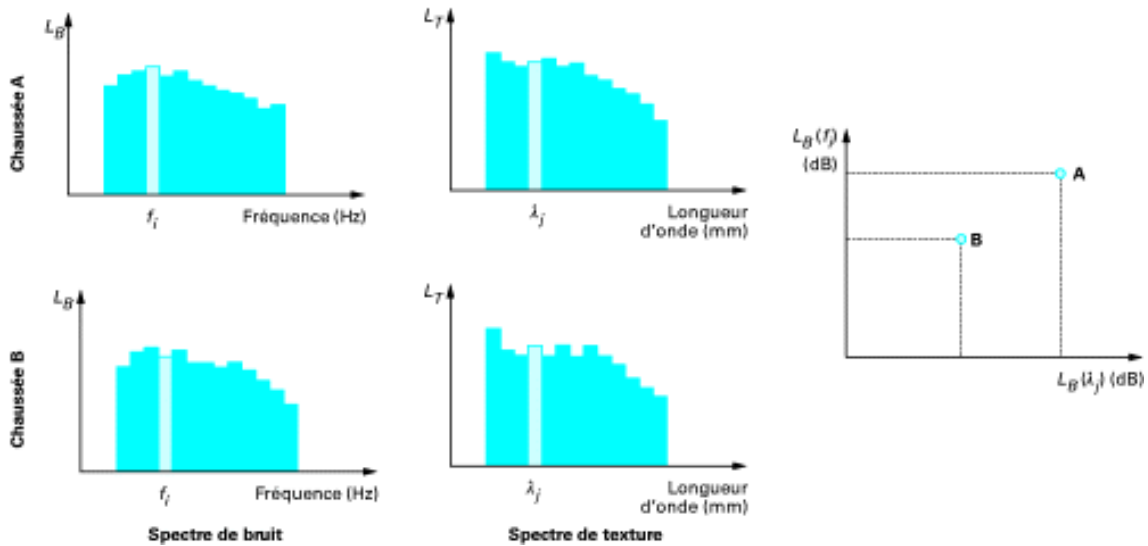 Chaussée A
L_B
f_i
Fréquence (Hz)
L_T
λ_j
Longueur
d'onde (mm)
Chaussée B
L_B
f_i
Fréquence (Hz)
Spectre de bruit
L_T
λ_j
Longueur
d'onde (mm)
Spectre de texture
L_B (f_i)
(dB)
A
B
L_B (λ_j) (dB)